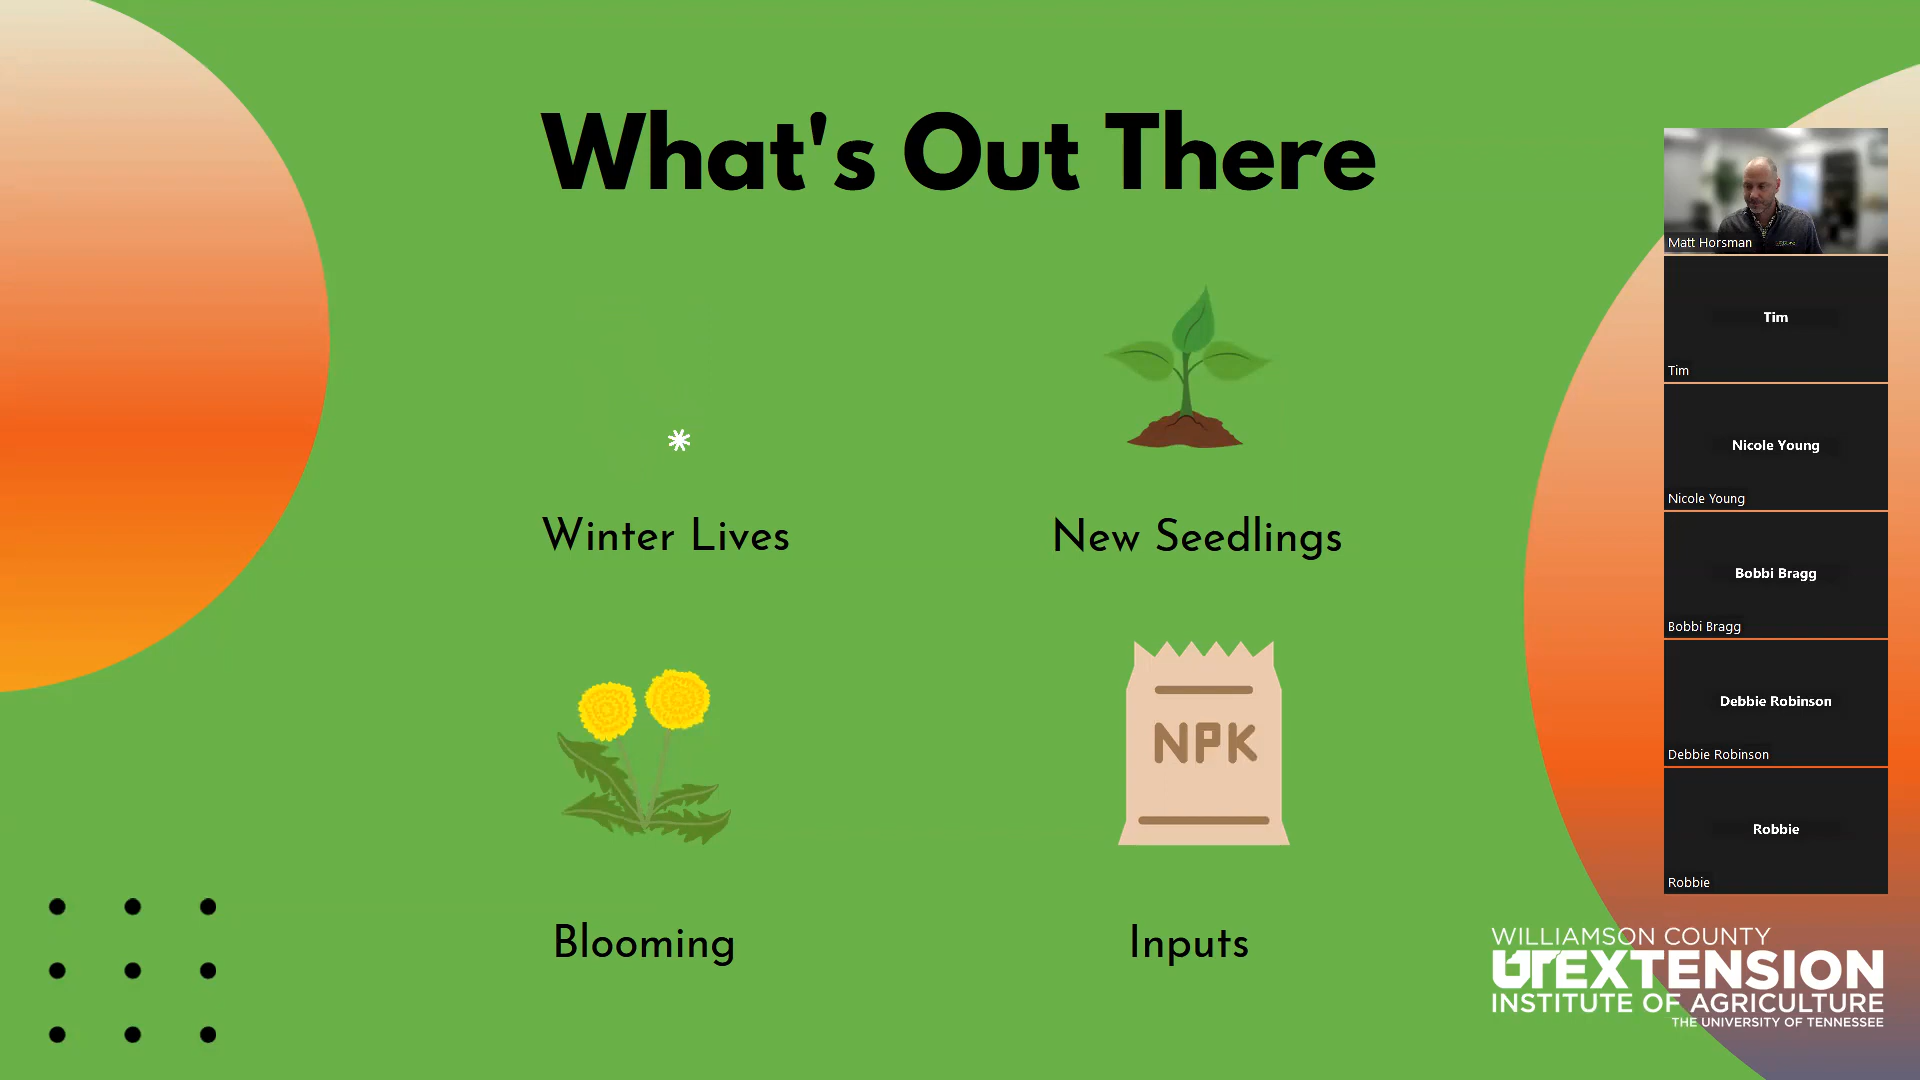 What's Out There
Winter Lives
New Seedlings
NPK
Blooming
Inputs
Matt Horsman
Tim
Tim
Nicole Young
Nicole Young
Bobbi Bragg
Bobbi Bragg
Debbie Robinson
Debbie Robinson
Robbie
Robbie
WILLIAMSON COUNTY
UTEXTENSION
INSTITUTE OF AGRICULTURE
THE UNIVERSITY OF TENNESSEE